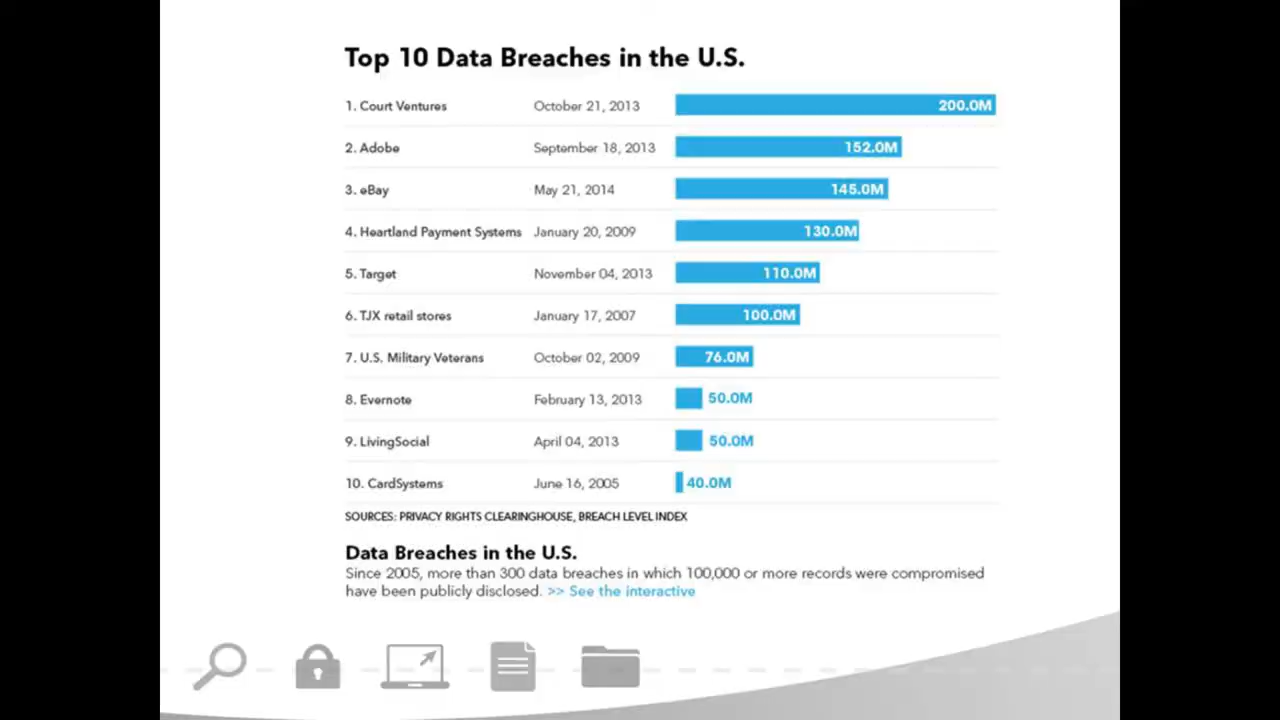 Top 10 Data Breaches in the U.S.
1. Court Ventures October 21, 2013 200.0M
2. Adobe September 18, 2013 152.0M
3. eBay May 21, 2014 145.0M
4. Heartland Payment Systems January 20, 2009 130.0M
5. Target November 04, 2013 110.0M
6. TJX retail stores January 17, 2007 100.0M
7. U.S. Military Veterans October 02, 2009 76.0M
8. Evernote February 13, 2013 50.0M
9. LivingSocial April 04, 2013 50.0M
10. CardSystems June 16, 2005 40.0M
SOURCES: PRIVACY RIGHTS CLEARINGHOUSE, BREACH LEVEL INDEX
Data Breaches in the U.S.
Since 2005, more than 300 data breaches in which 100,000 or more records were compromised
have been publicly disclosed. >> See the interactive